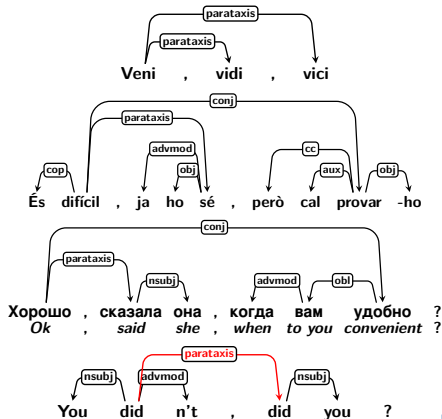 parataxis
parataxis
Veni , vidi , vici
conj
parataxis
cop advmod obj cc aux obj
És difícil , ja ho sé , però cal provar -ho
conj
parataxis nsubj advmod obl
Хорошо , сказала она , когда вам удобно ?
Ok , said she , when to you convenient ?
parataxis
nsubj advmod nsubj
You did n't , did you ? ,